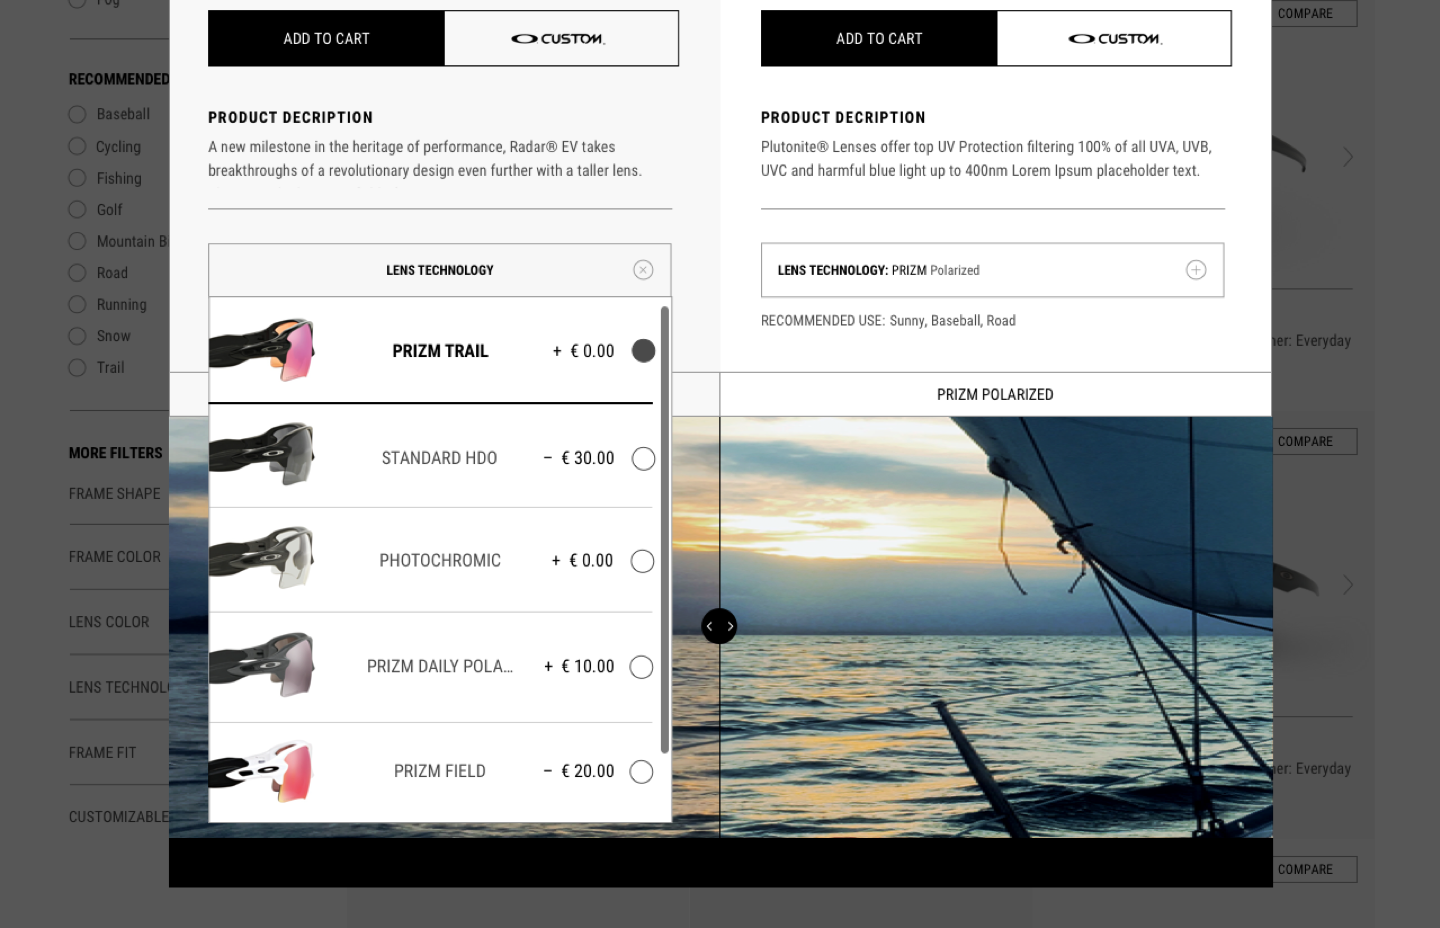 Fog
RECOMMENDED
Baseball
Cycling
Fishing
Golf
Mountain B
Road
Running
Snow
Trail
MORE FILTERS
FRAME SHAPE
FRAME COLOR
LENS COLOR
LENS TECHNOL
FRAME FIT
CUSTOMIZABLE
ADD TO CART
CUSTOM
PRODUCT DECRIPTION
A new milestone in the heritage of performance, Radar® EV takes
breakthroughs of a revolutionary design even further with a taller lens.
LENS TECHNOLOGY
PRIZM TRAIL + € 0.00
STANDARD HDO – € 30.00
PHOTOCHROMIC + € 0.00
PRIZM DAILY POLA... + € 10.00
PRIZM FIELD – € 20.00
ADD TO CART
CUSTOM
PRODUCT DECRIPTION
Plutonite® Lenses offer top UV Protection filtering 100% of all UVA, UVB,
UVC and harmful blue light up to 400nm Lorem Ipsum placeholder text.
LENS TECHNOLOGY: PRIZM Polarized
RECOMMENDED USE: Sunny, Baseball, Road
PRIZM POLARIZED
COMPARE
er: Everyday
COMPARE
er: Everyday
COMPARE